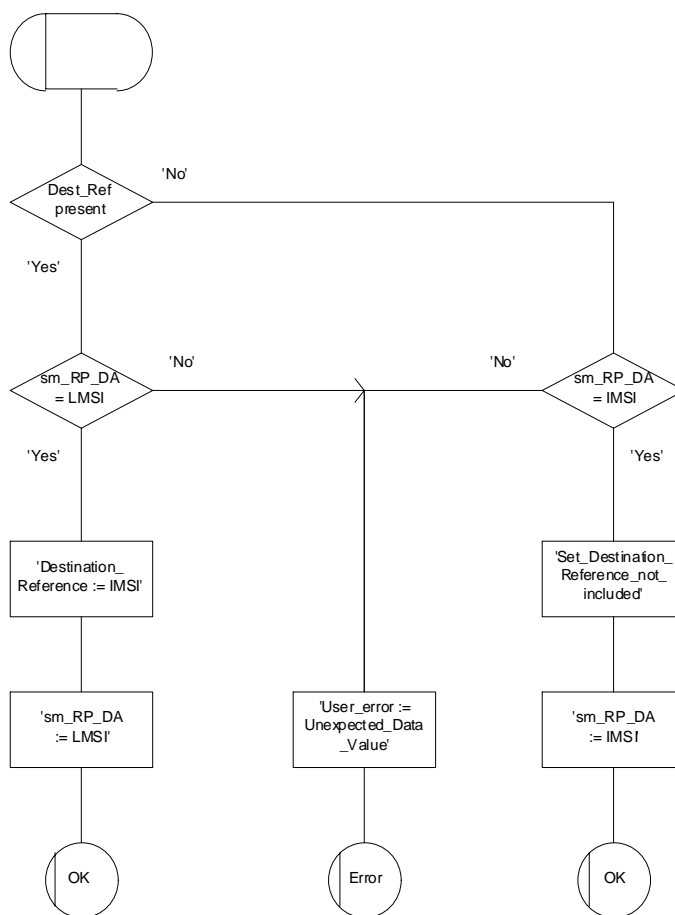 'No'
Dest_Ref
present
'Yes'
'No'
'No'
sm_RP_DA
= LMSI
sm_RP_DA
= IMSI
'Yes'
'Yes'
'Destination_
Reference := IMSI'
'Set_Destination_
Reference_not_
included'
'sm_RP_DA
:= LMSI'
'User_error :=
Unexpected_Data
_Value'
'sm_RP_DA
:= IMSI'
OK
Error
OK